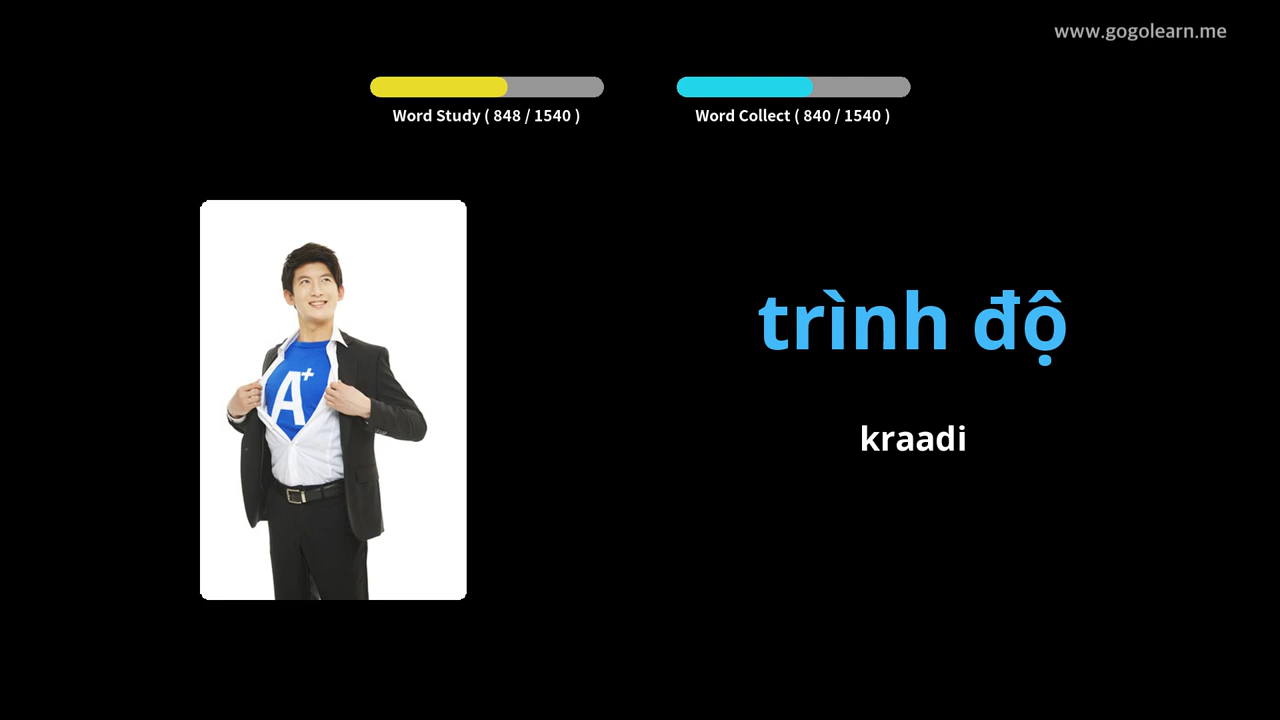 www.gogolearn.me
Word Study ( 848 / 1540 )
Word Collect ( 840 / 1540 )
A+
trình độ
kraadi